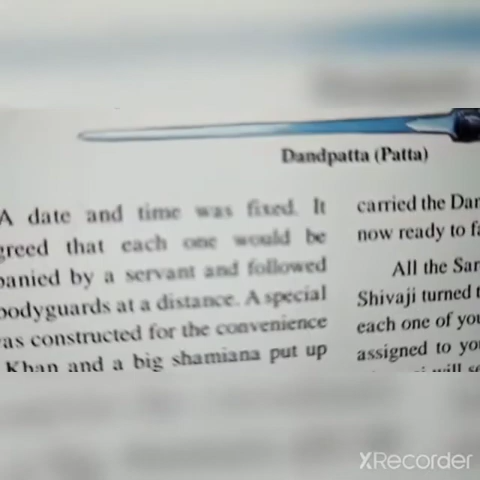 Dandpatta (Patta)
A date and time was fixed. It
greed that each one would be
panied by a servant and followed
bodyguards at a distance. A special
as constructed for the convenience
Khan and a big shamiana put up
carried the Dar
now ready to fa
All the Sar
Shivaji turned t
each one of you
assigned to you
will se
XRecorder